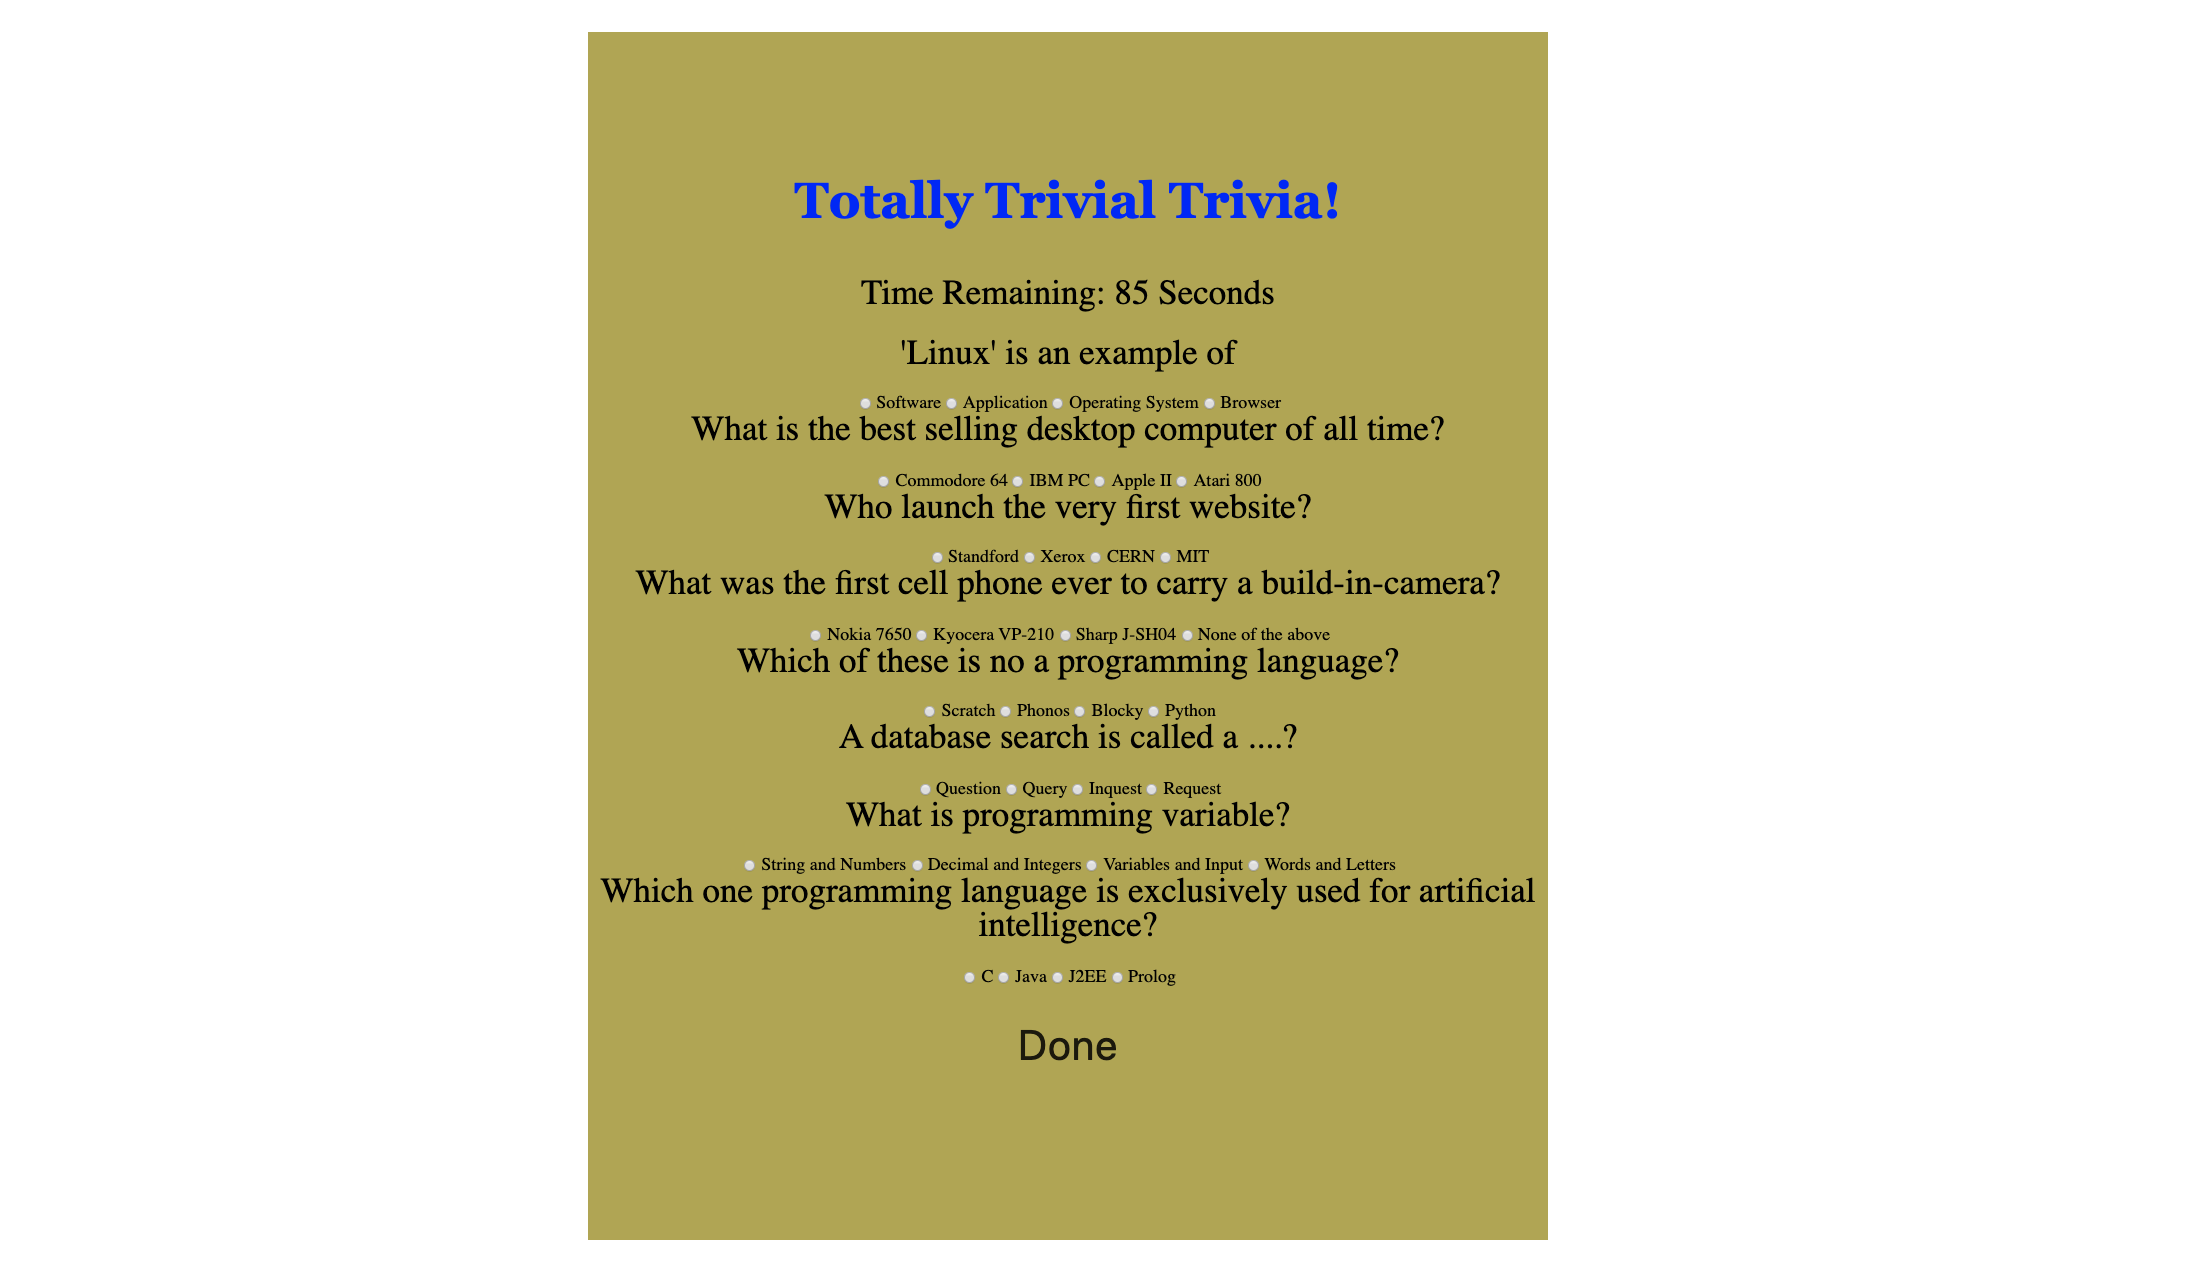 Totally Trivial Trivia!
Time Remaining: 85 Seconds
'Linux' is an example of
Software Application Operating System Browser
What is the best selling desktop computer of all time?
Commodore 64 IBM PC Apple II Atari 800
Who launch the very first website?
Standford Xerox CERN MIT
What was the first cell phone ever to carry a build-in-camera?
Nokia 7650 Kyocera VP-210 Sharp J-SH04 None of the above
Which of these is no a programming language?
Scratch Phonos Blocky Python
A database search is called a ....?
Question Query Inquest Request
What is programming variable?
String and Numbers Decimal and Integers Variables and Input Words and Letters
Which one programming language is exclusively used for artificial
intelligence?
C Java J2EE Prolog
Done